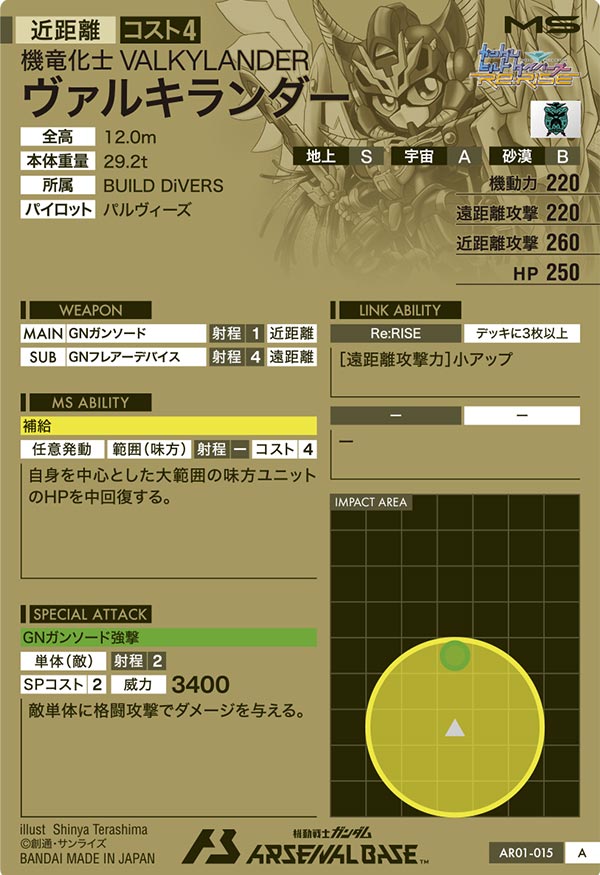 近距離 コスト4
MS
機竜化士 VALKYLANDER
ヴァルキランダー
Re:RISE
全高 12.0m
本体重量 29.2t
所属 BUILD DiVERS
パイロット パルヴィーズ
地上 S 宇宙 A 砂漠 B
機動力 220
遠距離攻撃 220
近距離攻撃 260
HP 250
WEAPON
MAIN GNガンソード 射程 1 近距離
SUB GNフレアーデバイス 射程 4 遠距離
LINK ABILITY
Re:RISE デッキに3枚以上
[遠距離攻撃力]小アップ
ー ー
ー
MS ABILITY
補給
任意発動 範囲(味方) 射程 ー コスト 4
自身を中心とした大範囲の味方ユニット
のHPを中回復する。
IMPACT AREA
SPECIAL ATTACK
GNガンソード強撃
単体(敵) 射程 2
SPコスト 2 威力 3400
敵単体に格闘攻撃でダメージを与える。
illust Shinya Terashima
©創通・サンライズ
BANDAI MADE IN JAPAN
機動戦士ガンダム
ARSENAL BASE™
AR01-015 A